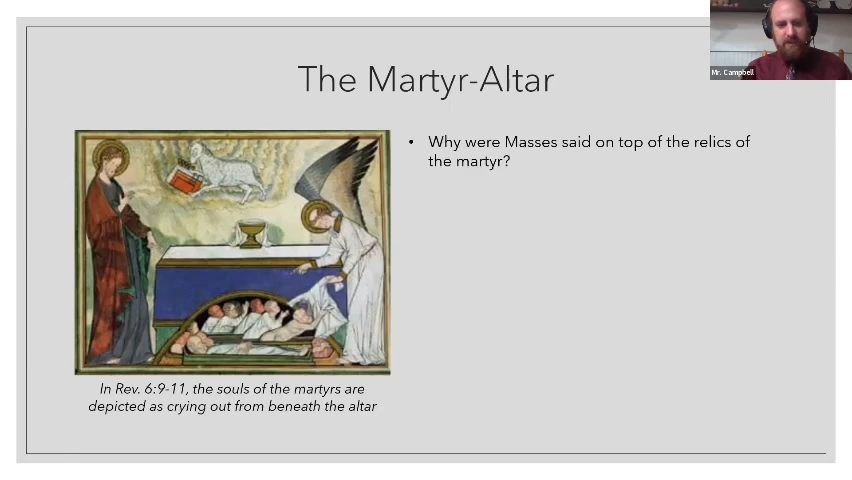 Mr. Campbell
The Martyr-Altar
• Why were Masses said on top of the relics of
the martyr?
In Rev. 6:9-11, the souls of the martyrs are
depicted as crying out from beneath the altar